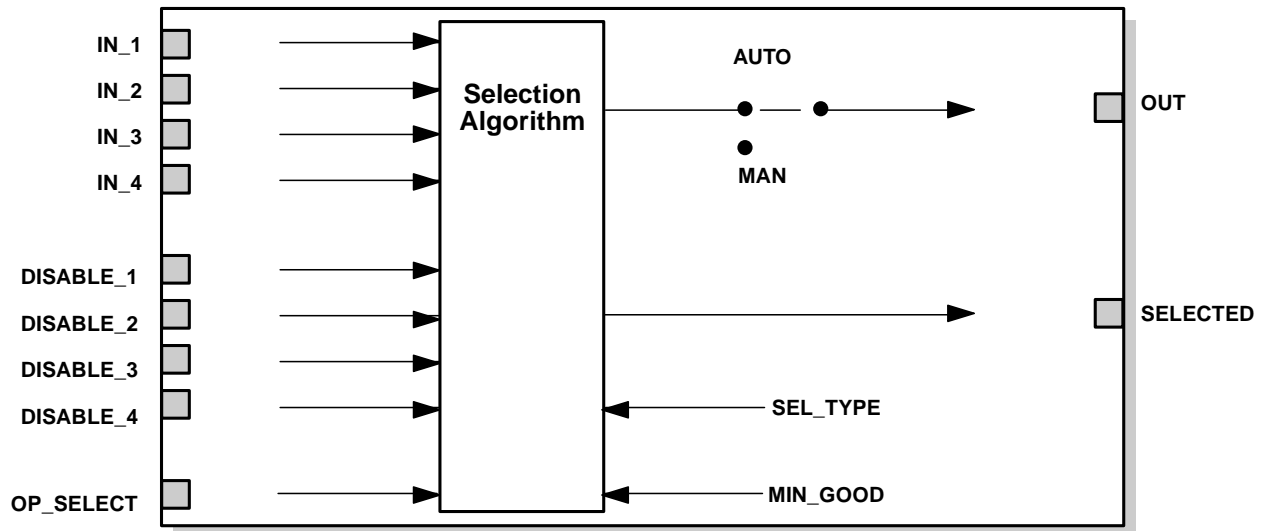 IN_1
IN_2
IN_3
IN_4
DISABLE_1
DISABLE_2
DISABLE_3
DISABLE_4
OP_SELECT
Selection
Algorithm
AUTO
MAN
OUT
SELECTED
SEL_TYPE
MIN_GOOD